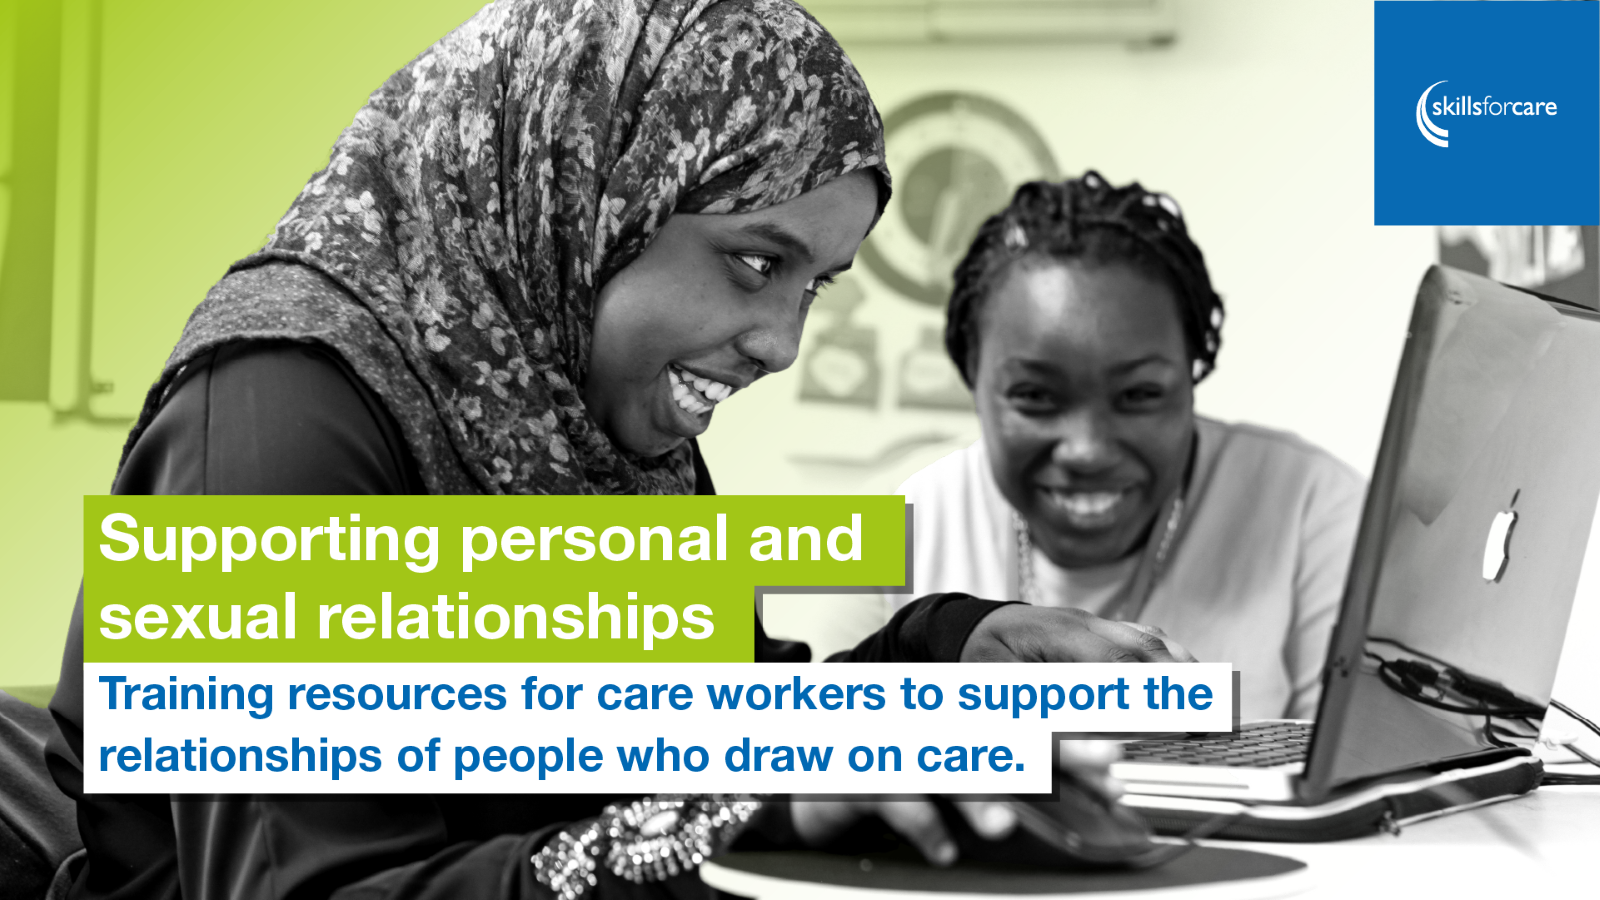 skillsforcare
Supporting personal and
sexual relationships
Training resources for care workers to support the
relationships of people who draw on care.